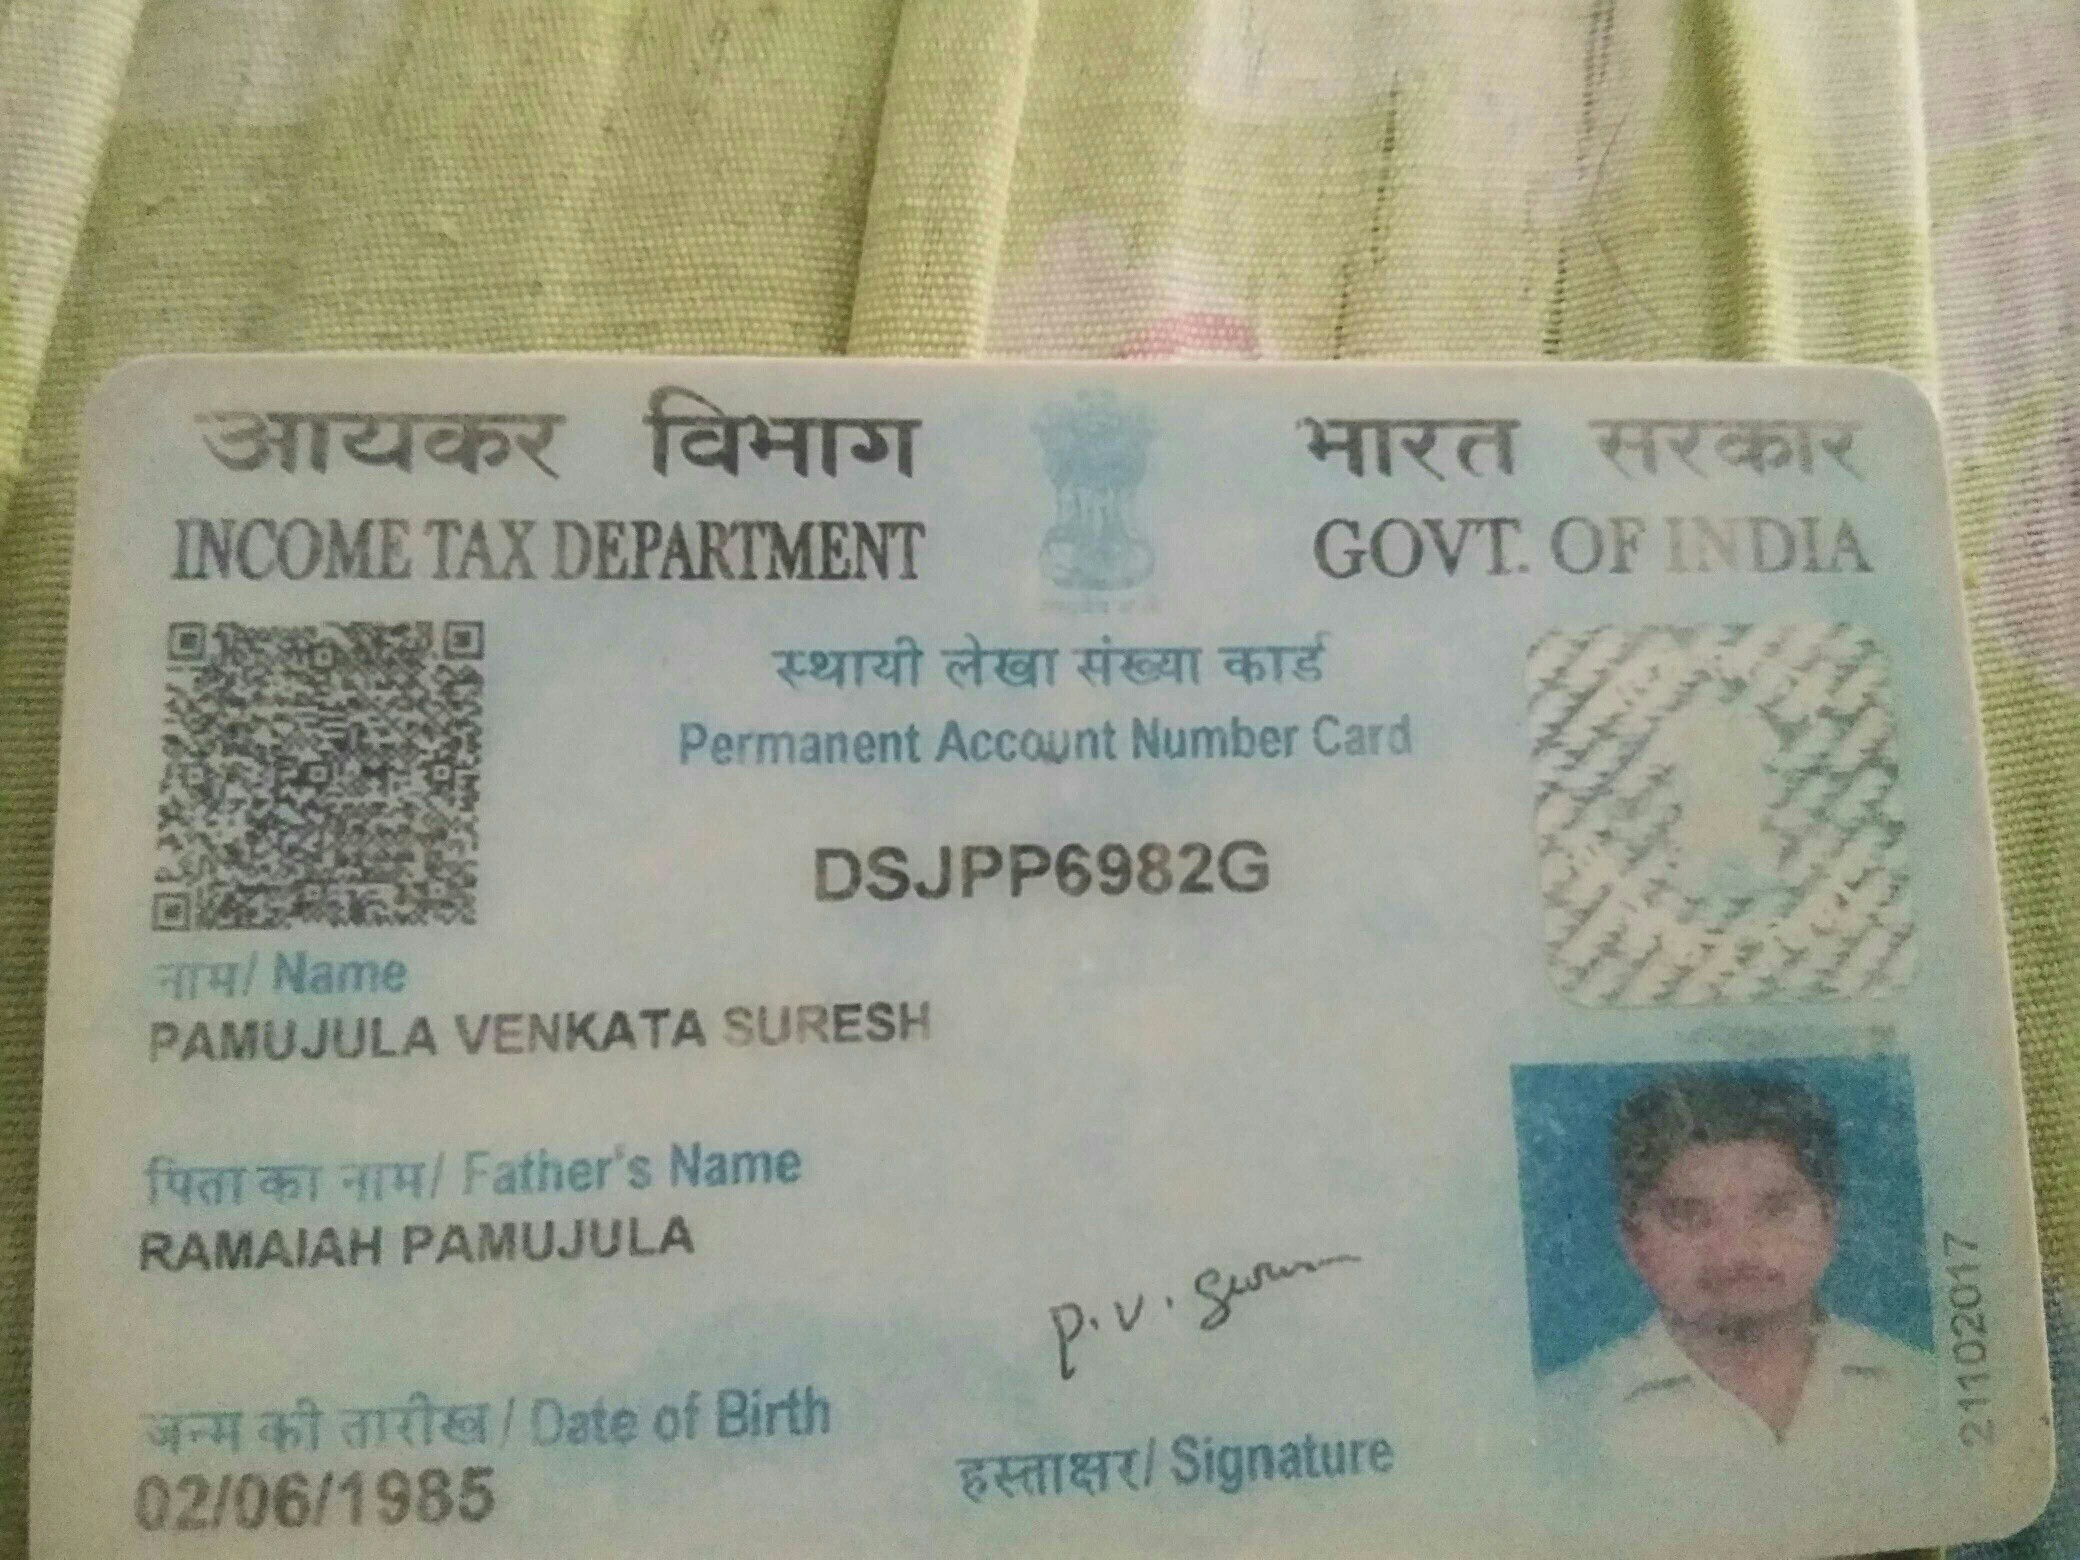 आयकर विभाग
INCOME TAX DEPARTMENT
भारत सरकार
GOVT. OF INDIA
स्थायी लेखा संख्या कार्ड
Permanent Account Number Card
DSJPP6982G
नाम/ Name
PAMUJULA VENKATA SURESH
पिता का नाम/ Father's Name
RAMAIAH PAMUJULA
जन्म की तारीख / Date of Birth
02/06/1985
P. V. Suresh
हस्ताक्षर/ Signature
21102017